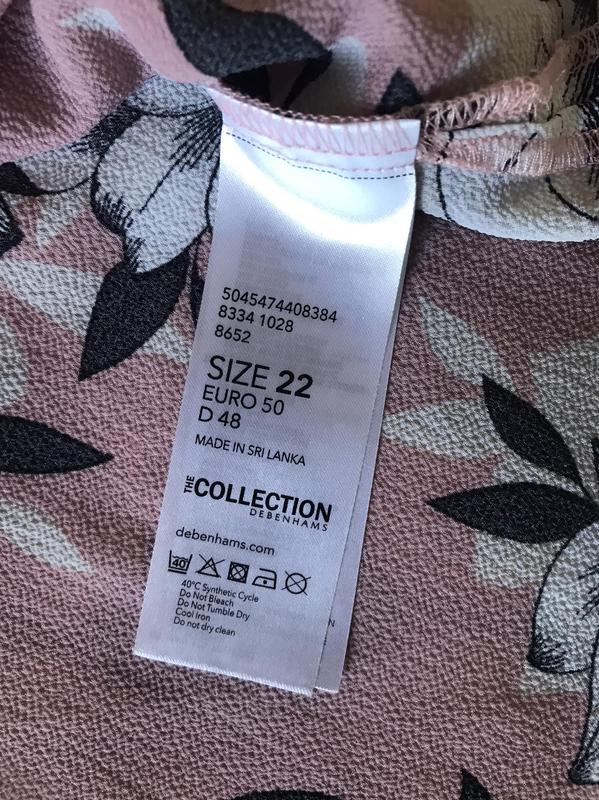 5045474408384
8334 1028
8652
SIZE 22
EURO 50
D 48
MADE IN SRI LANKA
THE COLLECTION
DEBENHAMS
debenhams.com
40
40°C Synthetic Cycle
Do Not Bleach
Do Not Tumble Dry
Cool Iron
Do not dry clean
N